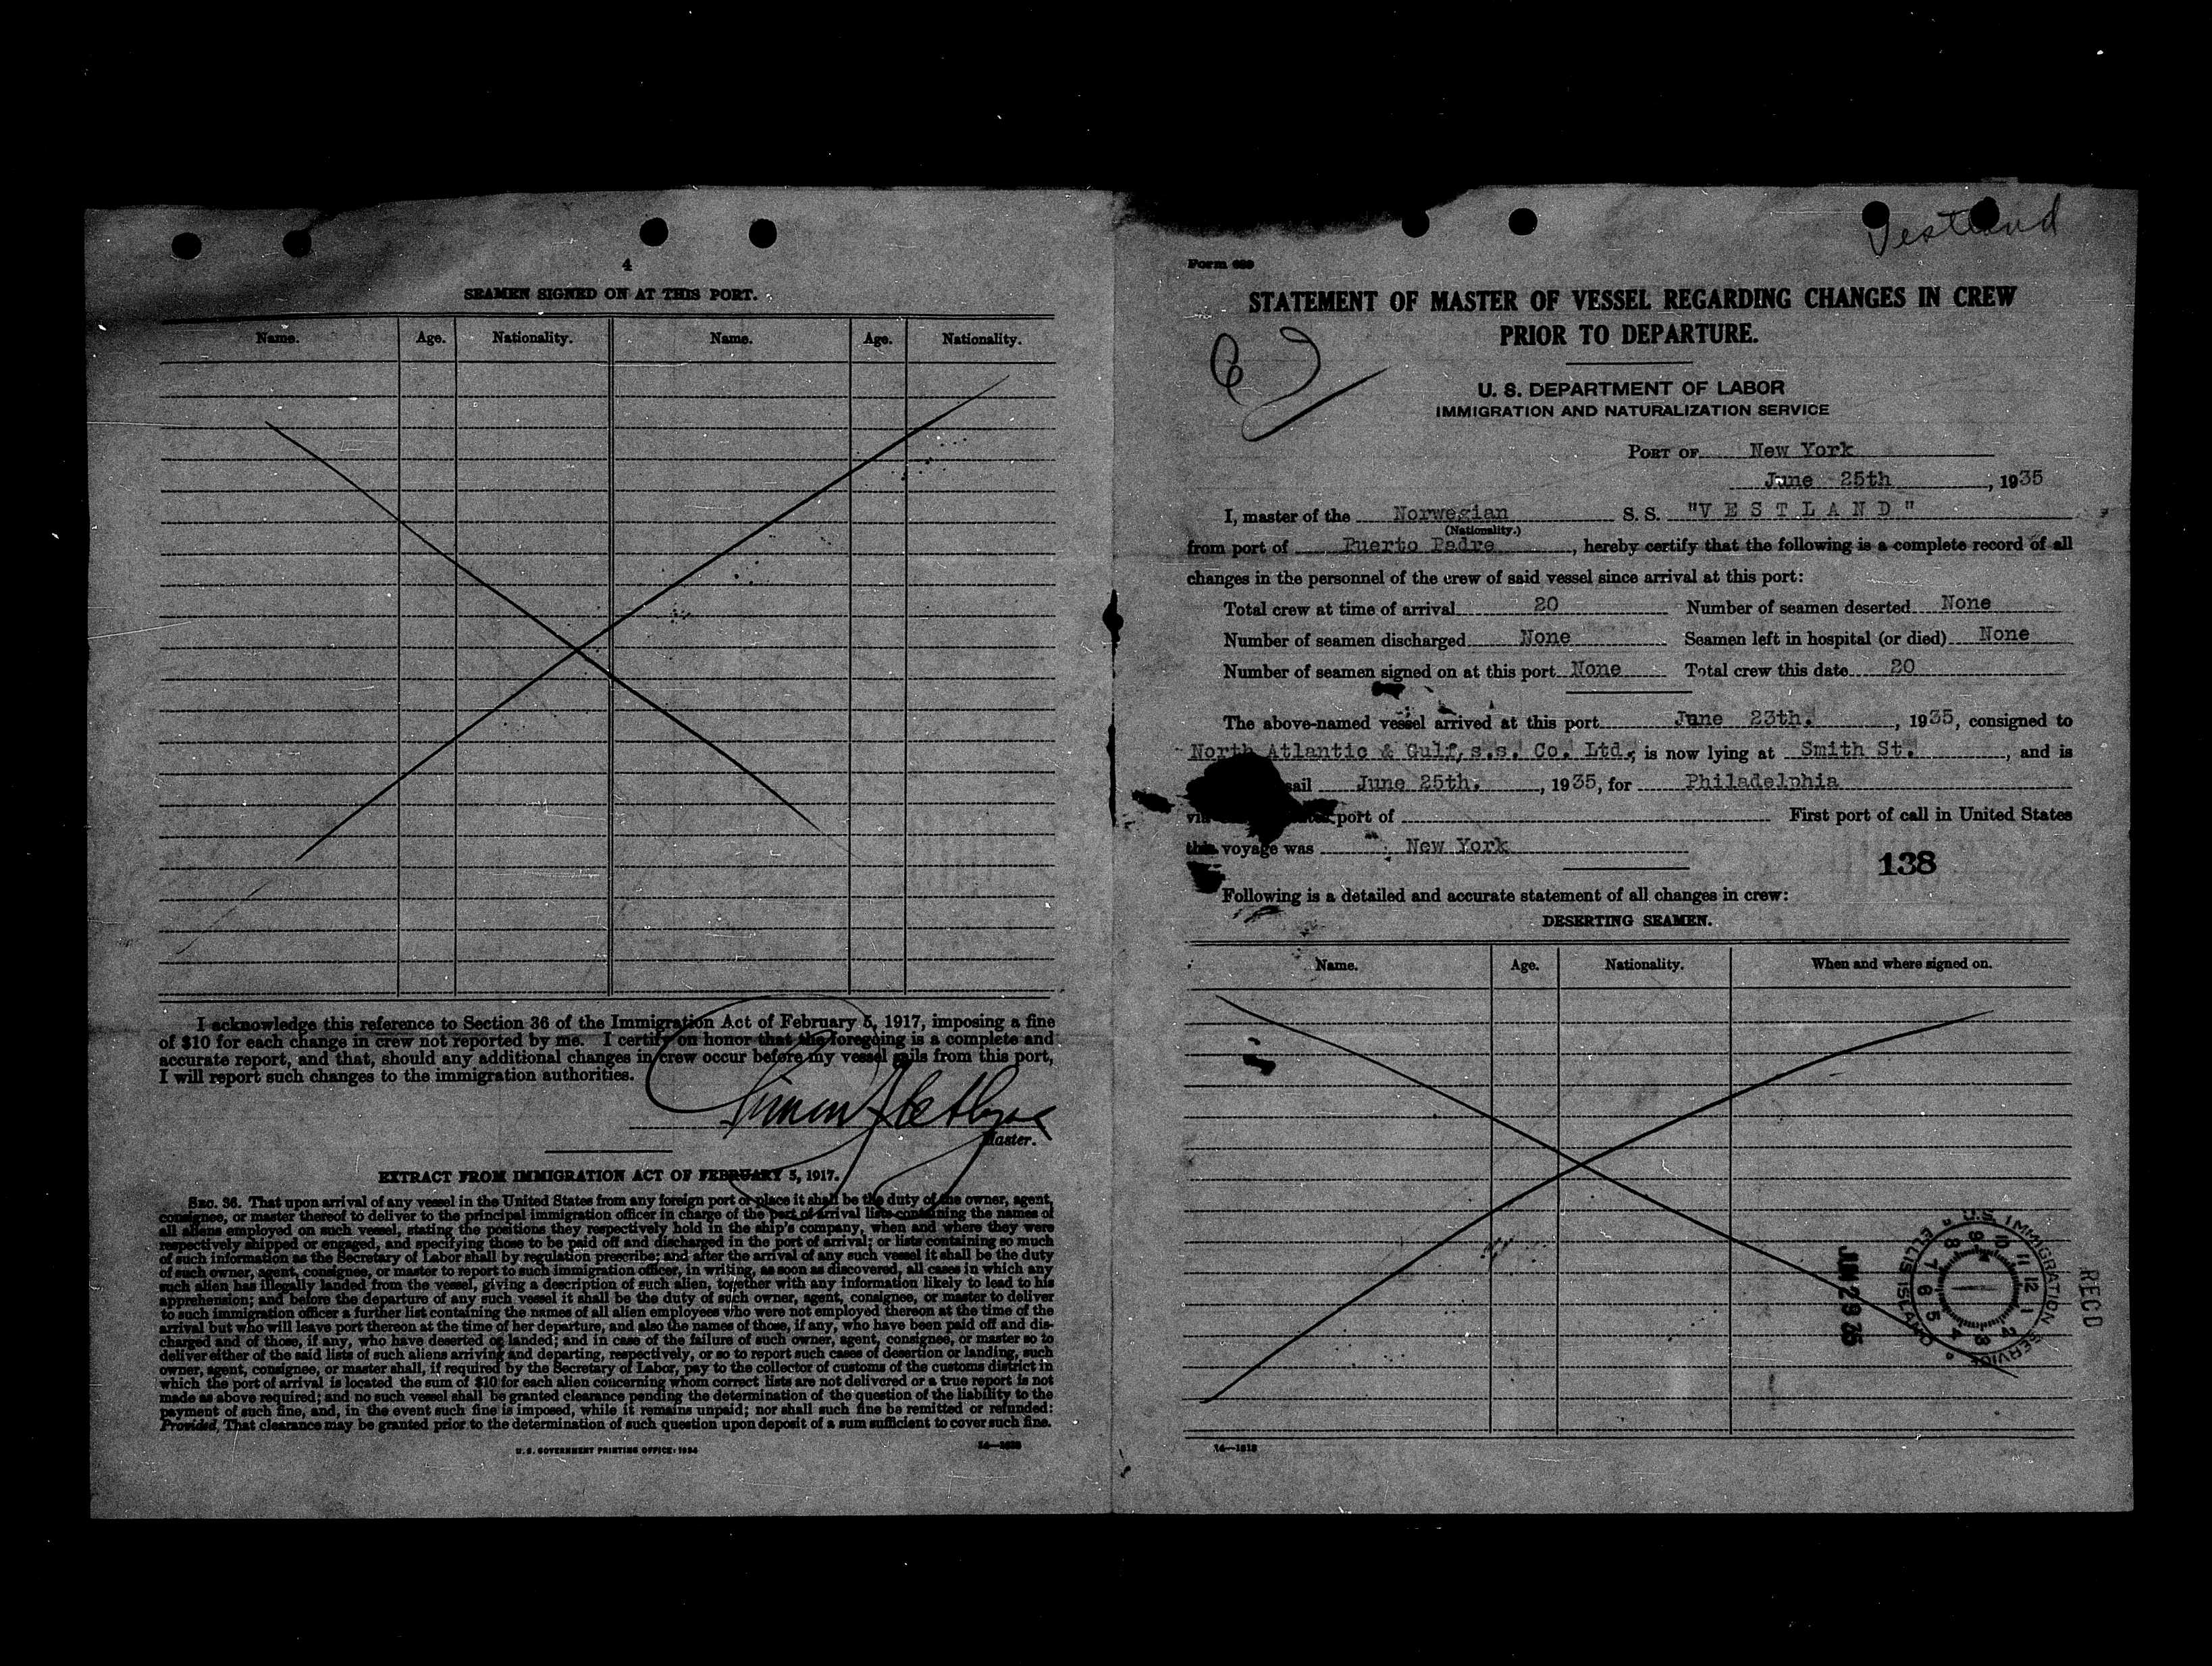 4
SEAMEN SIGNED ON AT THIS PORT.
Name. Age. Nationality. Name. Age. Nationality.
I acknowledge this reference to Section 36 of the Immigration Act of February 5, 1917, imposing a fine
of $10 for each change in crew not reported by me. I certify on honor that the foregoing is a complete and
accurate report, and that, should any additional changes in crew occur before my vessel sails from this port,
I will report such changes to the immigration authorities.
Simon
Master.
EXTRACT FROM IMMIGRATION ACT OF FEBRUARY 5, 1917.
SEC. 36. That upon arrival of any vessel in the United States from any foreign port or place it shall be the duty of the owner, agent,
consignee, or master thereof to deliver to the principal immigration officer in charge of the port of arrival lists containing the names of
all aliens employed on such vessel, stating the positions they respectively hold in the ship's company, when and where they were
respectively shipped or engaged, and specifying those to be paid off and discharged in the port of arrival; or lists containing so much
of such information as the Secretary of Labor shall by regulation prescribe; and after the arrival of any such vessel it shall be the duty
of such owner, agent, consignee, or master to report to such immigration officer, in writing, as soon as discovered, all cases in which any
such alien has illegally landed from the vessel, giving a description of such alien, together with any information likely to lead to his
apprehension; and before the departure of any such vessel it shall be the duty of such owner, agent, consignee, or master to deliver
to such immigration officer a further list containing the names of all alien employees who were not employed thereon at the time of the
arrival but who will leave port thereon at the time of her departure, and also the names of those, if any, who have been paid off and dis-
charged and of those, if any, who have deserted or landed; and in case of the failure of such owner, agent, consignee, or master so to
deliver either of the said lists of such aliens arriving and departing, respectively, or so to report such cases of desertion or landing, such
owner, agent, consignee, or master shall, if required by the Secretary of Labor, pay to the collector of customs of the customs district in
which the port of arrival is located the sum of $10 for each alien concerning whom correct lists are not delivered or a true report is not
made as above required; and no such vessel shall be granted clearance pending the determination of the question of the liability to the
payment of such fine, and, in the event such fine is imposed, while it remains unpaid; nor shall such fine be remitted or refunded:
Provided, That clearance may be granted prior to the determination of such question upon deposit of a sum sufficient to cover such fine.
U. S. GOVERNMENT PRINTING OFFICE: 1934
Vestland
Form 689
STATEMENT OF MASTER OF VESSEL REGARDING CHANGES IN CREW
PRIOR TO DEPARTURE.
U. S. DEPARTMENT OF LABOR
IMMIGRATION AND NATURALIZATION SERVICE
PORT OF New York
June 25th, 1935
I, master of the Norwegian S. S. "V E S T L A N D"
(Nationality.)
from port of Puerto Padre, hereby certify that the following is a complete record of all
changes in the personnel of the crew of said vessel since arrival at this port:
Total crew at time of arrival 20 Number of seamen deserted None
Number of seamen discharged None Seamen left in hospital (or died) None
Number of seamen signed on at this port None Total crew this date 20
The above-named vessel arrived at this port June 23th., 1935, consigned to
North Atlantic & Gulf, s.s. Co. Ltd, is now lying at Smith St., and is
sail June 25th., 1935, for Philadelphia
port of First port of call in United States
this voyage was New York
138
Following is a detailed and accurate statement of all changes in crew:
DESERTING SEAMEN.
Name. Age. Nationality. When and where signed on.
U.S. IMMIGRATION SERVICE ELLIS ISLAND
7 8 9 10 11 12 1 2 3 4 5 6
REC'D
JUN 29 35
14—1618